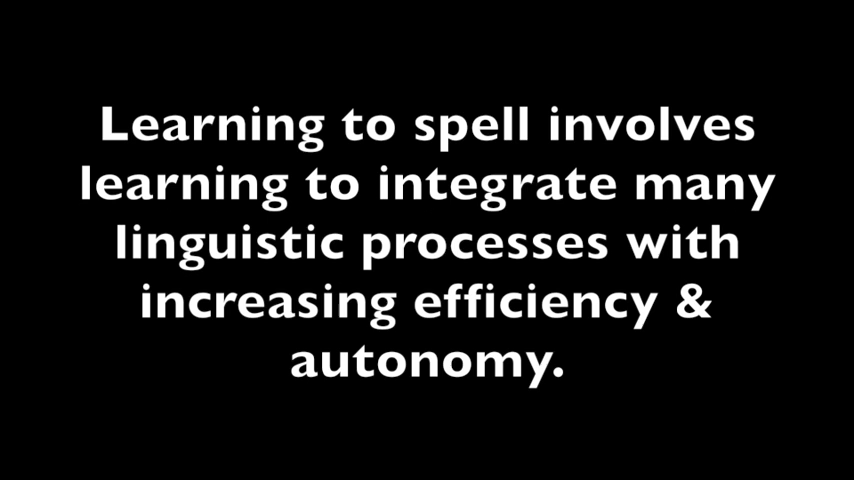 Learning to spell involves
learning to integrate many
linguistic processes with
increasing efficiency &
autonomy.